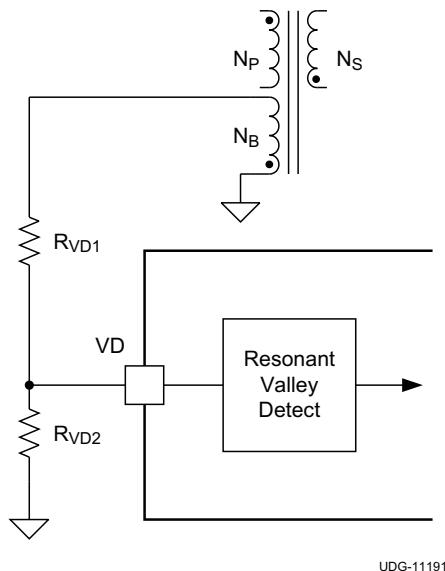 NP
NS
NB
RVD1
VD
Resonant
Valley
Detect
RVD2
UDG-11191